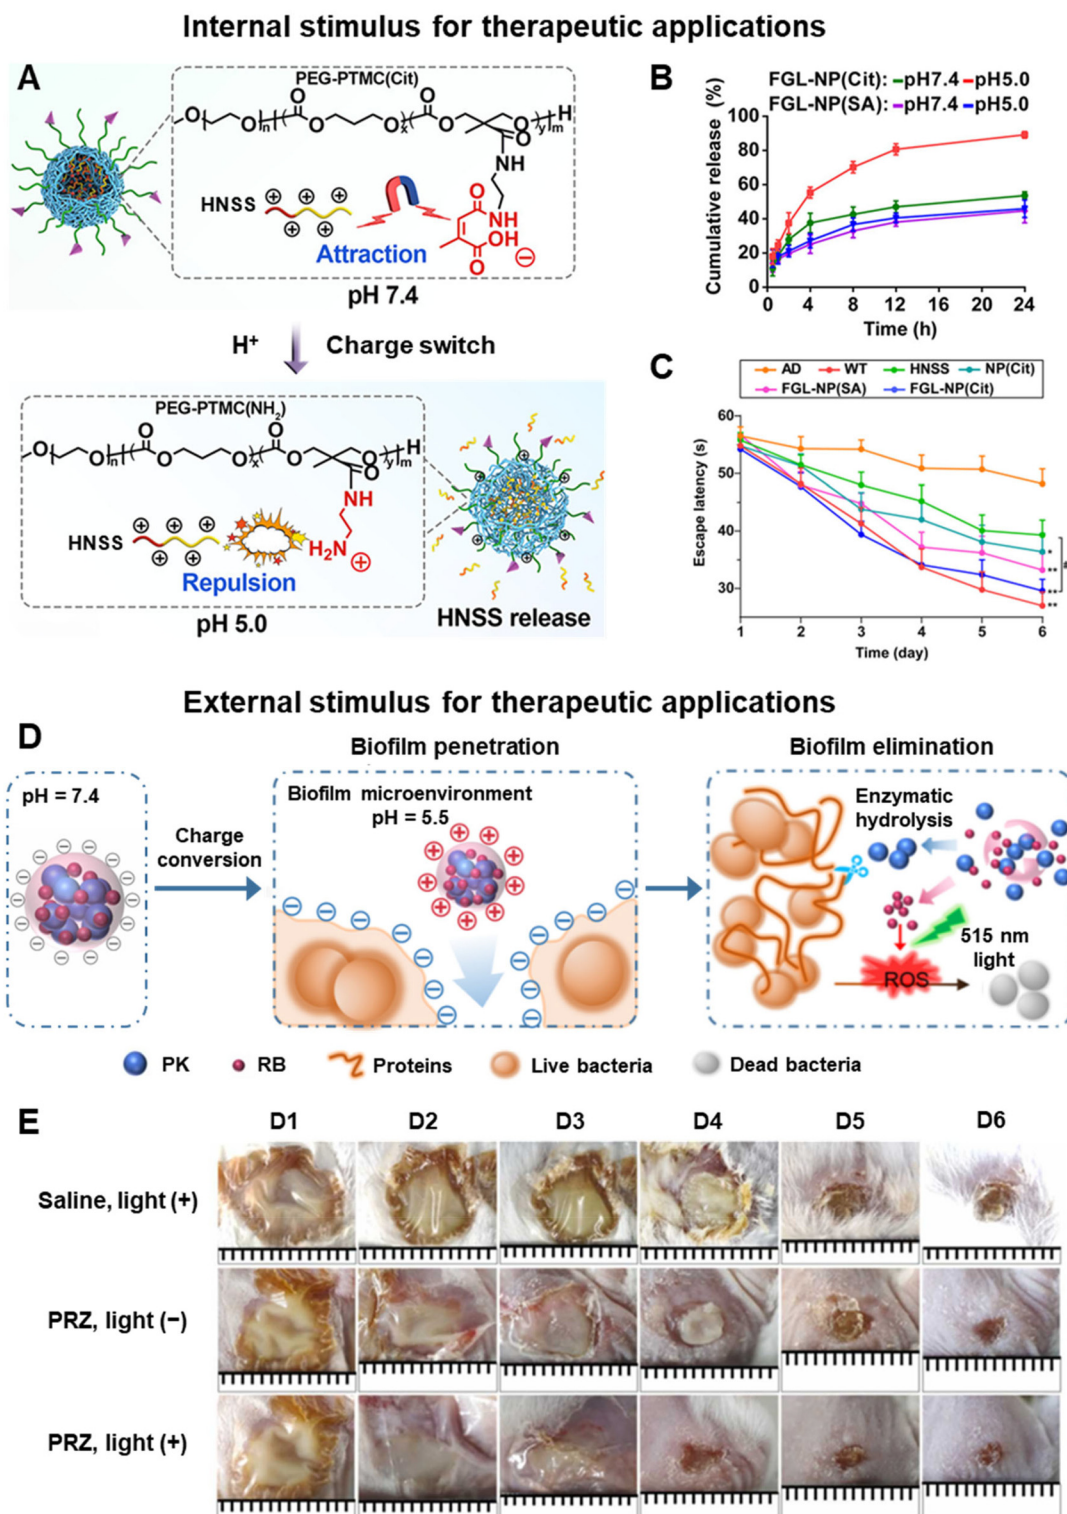 Internal stimulus for therapeutic applications
A
PEG-PTMC(Cit)
O O n O O O x O O O y m H
O O O
NH
HNSS
NH
O
OH
O
Attraction
pH 7.4
H⁺ Charge switch
PEG-PTMC(NH₂)
O O n O O O x O O O y m H
O O O
NH
HNSS
H₂N
Repulsion
pH 5.0
HNSS release
B
FGL-NP(Cit): pH7.4 pH5.0
FGL-NP(SA): pH7.4 pH5.0
Cumulative release (%)
100
80
60
40
20
0
0 4 8 12 16 20 24
Time (h)
C
AD WT HNSS NP(Cit)
FGL-NP(SA) FGL-NP(Cit)
Escape latency (s)
60
50
40
30
*
**
**
**
#
1 2 3 4 5 6
Time (day)
External stimulus for therapeutic applications
D
Biofilm penetration
Biofilm elimination
pH = 7.4
Charge
conversion
Biofilm microenvironment
pH = 5.5
Enzymatic
hydrolysis
515 nm
light
ROS
PK RB Proteins Live bacteria Dead bacteria
E
D1 D2 D3 D4 D5 D6
Saline, light (+)
PRZ, light (−)
PRZ, light (+)